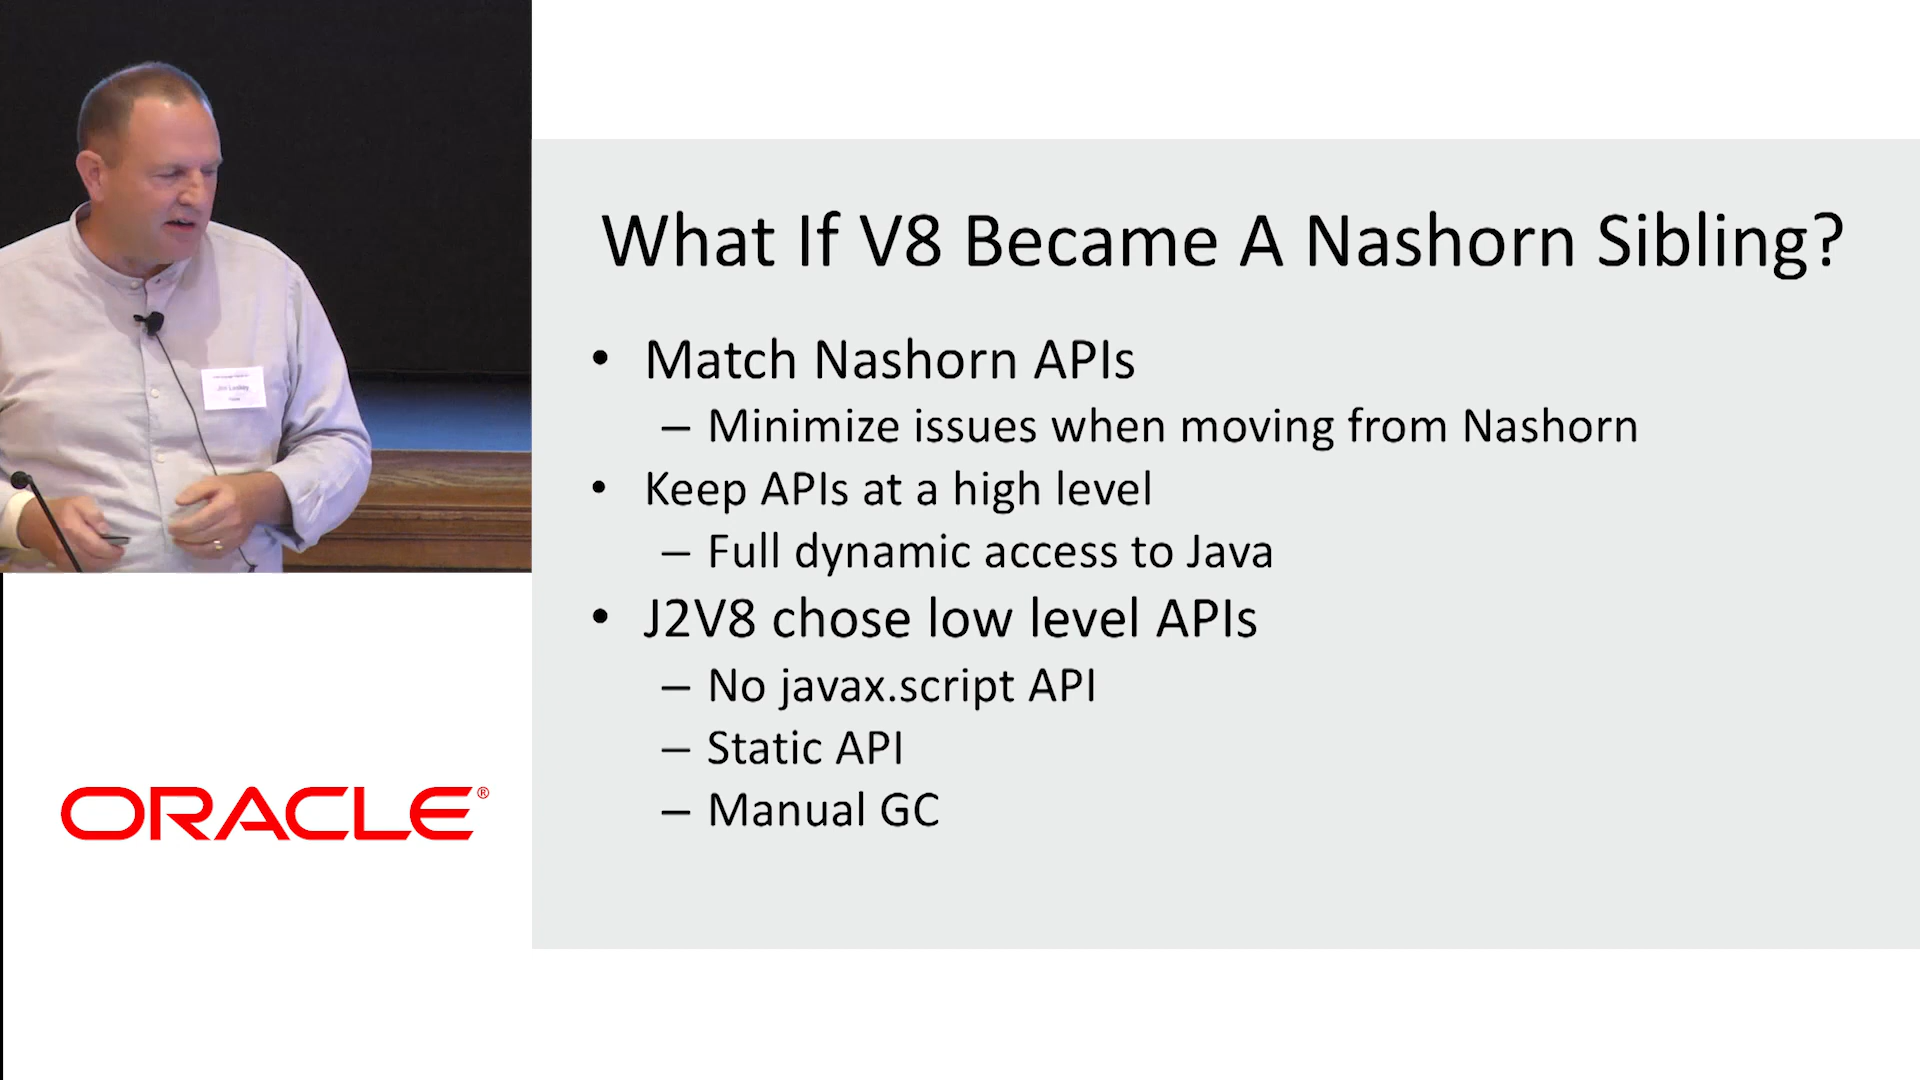 What If V8 Became A Nashorn Sibling?
• Match Nashorn APIs
– Minimize issues when moving from Nashorn
• Keep APIs at a high level
– Full dynamic access to Java
• J2V8 chose low level APIs
– No javax.script API
– Static API
– Manual GC
Jim Laskey
ORACLE®